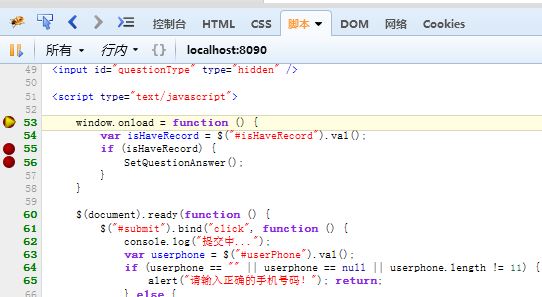 控制台 HTML CSS 脚本 DOM 网络 Cookies
所有 行内 {} localhost:8090
49 <input id="questionType" type="hidden" />
50
51 <script type="text/javascript">
52
53 window.onload = function () {
54 var isHaveRecord = $("#isHaveRecord").val();
55 if (isHaveRecord) {
56 SetQuestionAnswer();
57 }
58 }
59
60 $(document).ready(function () {
61 $("#submit").bind("click", function () {
62 console.log("提交中...");
63 var userphone = $("#userPhone").val();
64 if (userphone == "" || userphone == null || userphone.length != 11) {
65 alert("请输入正确的手机号码！"); return;
66 } else {